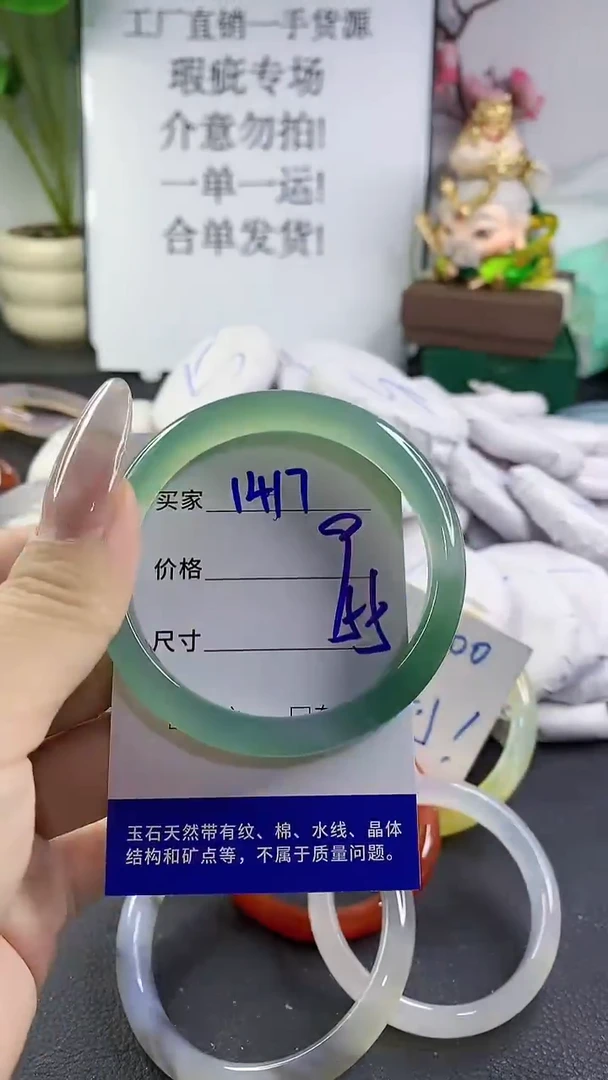 工厂直销一手货源
瑕疵专场
介意勿拍!
一单一运!
合单发货!
买家 1417
价格
尺寸
00
玉石天然带有纹、棉、水线、晶体
结构和矿点等，不属于质量问题。